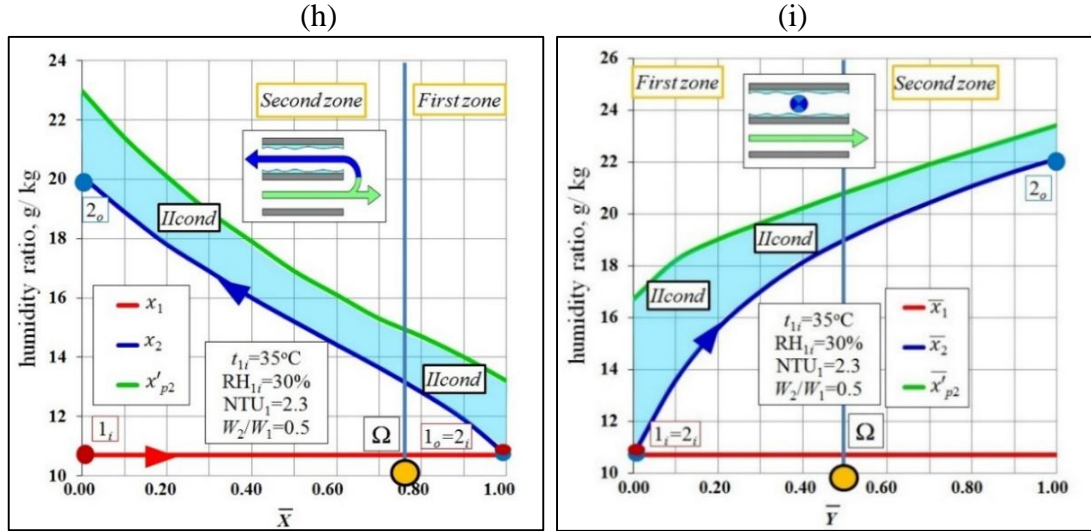 (h)
humidity ratio, g/ kg
24
22
20
18
16
14
12
10
0.00 0.20 0.40 0.60 0.80 1.00
X̅
Second zone
First zone
2o
IIcond
IIcond
x1
x2
x′p2
t1i=35°C
RH1i=30%
NTU1=2.3
W2/W1=0.5
1i
1o=2i
Ω
(i)
humidity ratio, g/ kg
26
24
22
20
18
16
14
12
10
0.00 0.20 0.40 0.60 0.80 1.00
Y̅
First zone
Second zone
2o
IIcond
IIcond
t1i=35°C
RH1i=30%
NTU1=2.3
W2/W1=0.5
x̅1
x̅2
x̅′p2
1i=2i
Ω